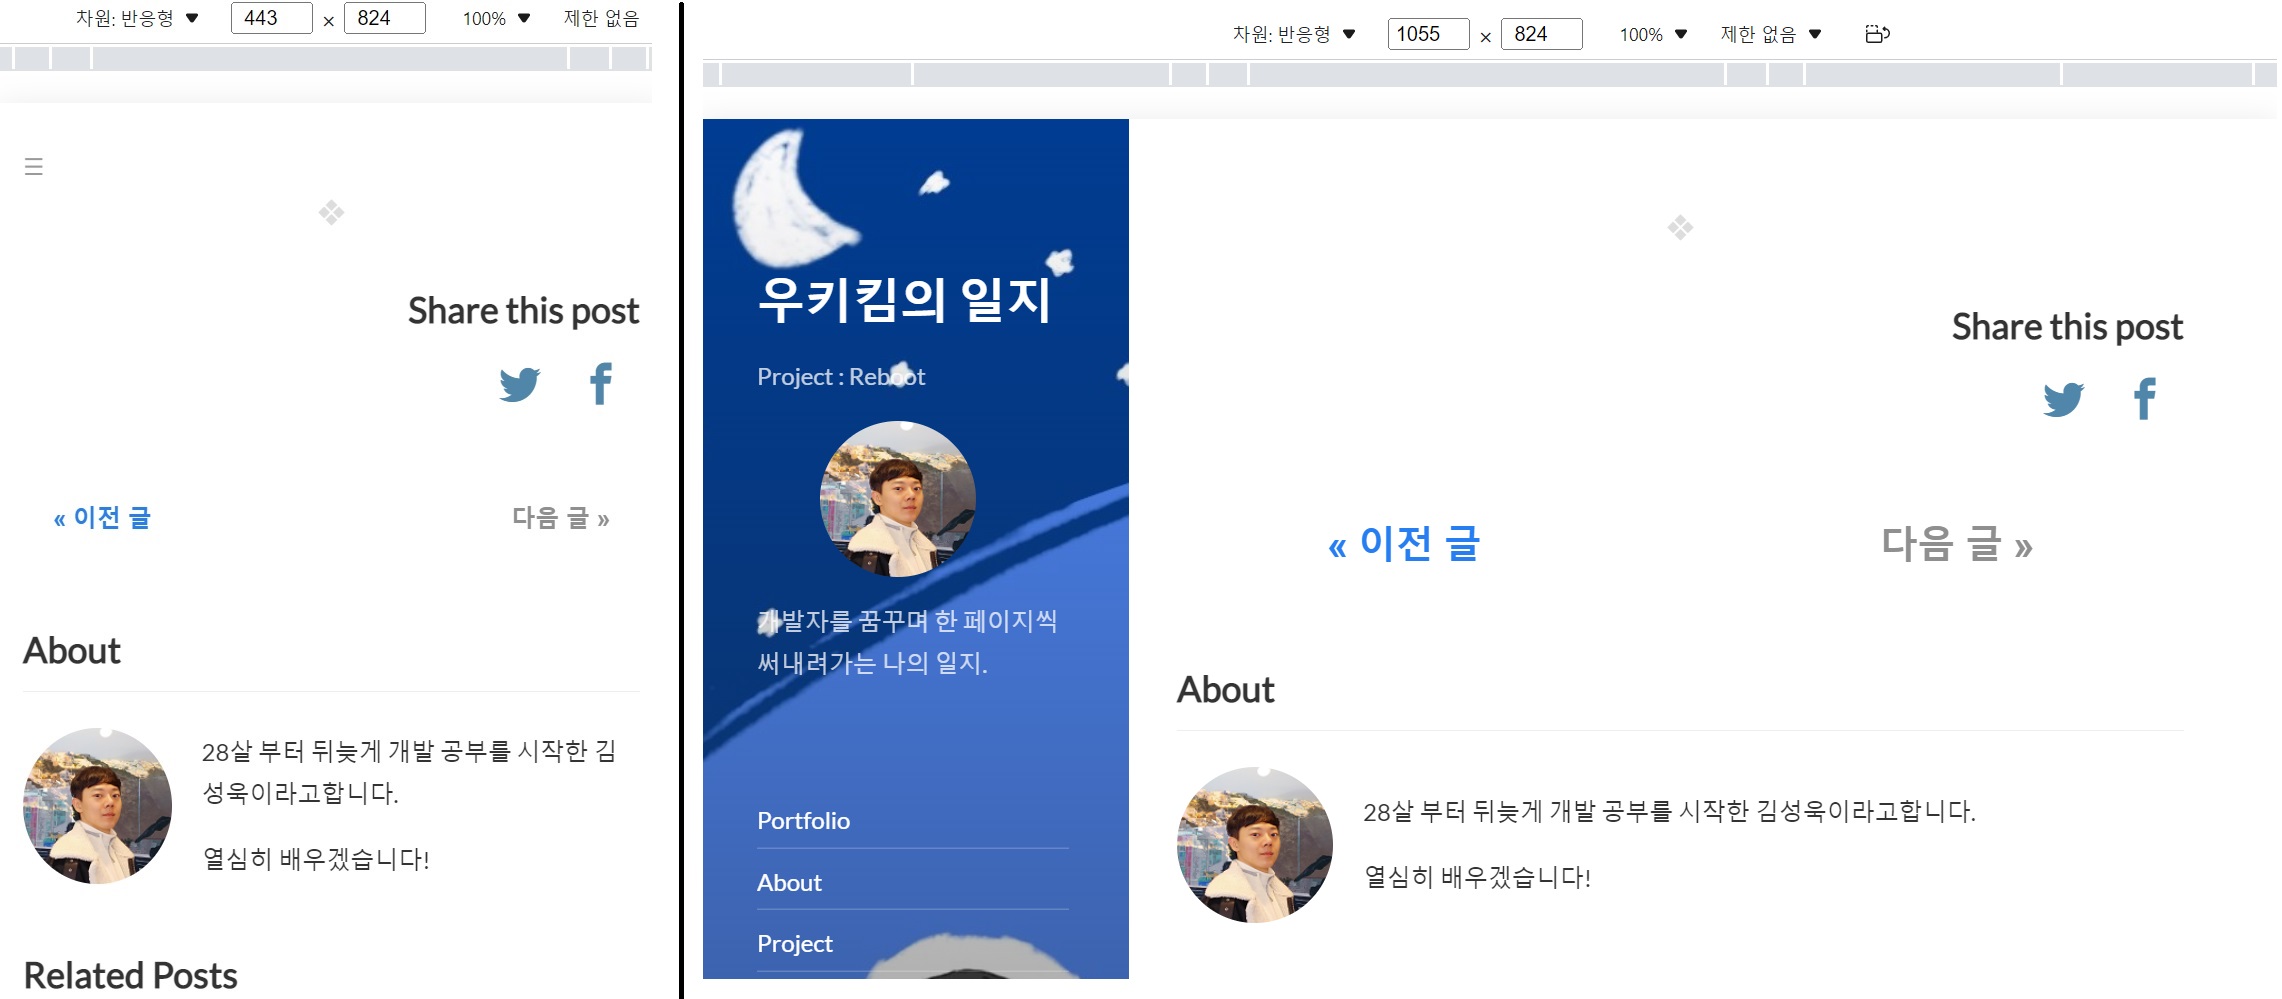 차원: 반응형 ▼ 443 × 824 100% ▼ 제한 없음
☰
❖
Share this post
« 이전 글 다음 글 »
About
28살 부터 뒤늦게 개발 공부를 시작한 김
성욱이라고합니다.
열심히 배우겠습니다!
Related Posts
차원: 반응형 ▼ 1055 × 824 100% ▼ 제한 없음 ▼
우키킴의 일지
Project : Reboot
개발자를 꿈꾸며 한 페이지씩
써내려가는 나의 일지.
Portfolio
About
Project
❖
Share this post
« 이전 글 다음 글 »
About
28살 부터 뒤늦게 개발 공부를 시작한 김성욱이라고합니다.
열심히 배우겠습니다!